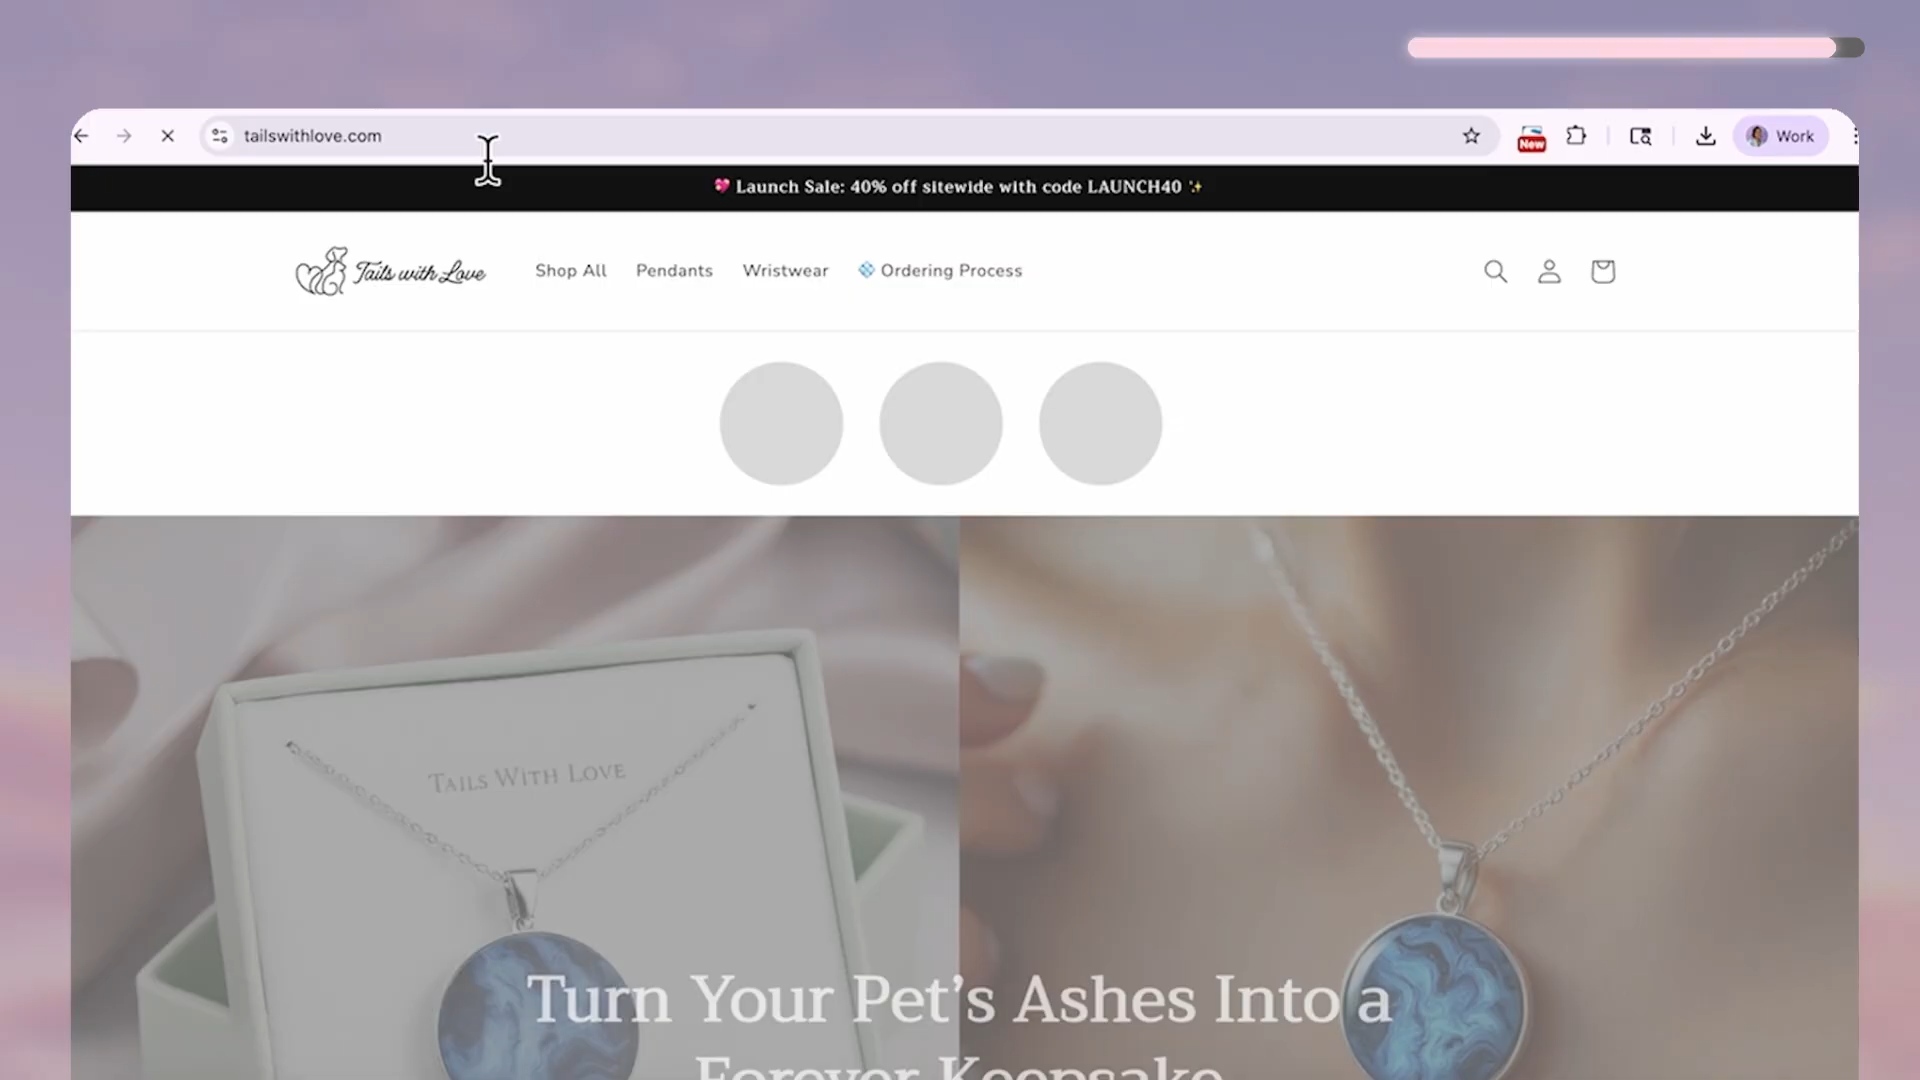 tailswithlove.com
New
Work
💖 Launch Sale: 40% off sitewide with code LAUNCH40 ✨
Tails with Love
Shop All
Pendants
Wristwear
💠 Ordering Process
TAILS WITH LOVE
Turn Your Pet's Ashes Into a
Forever Keepsake